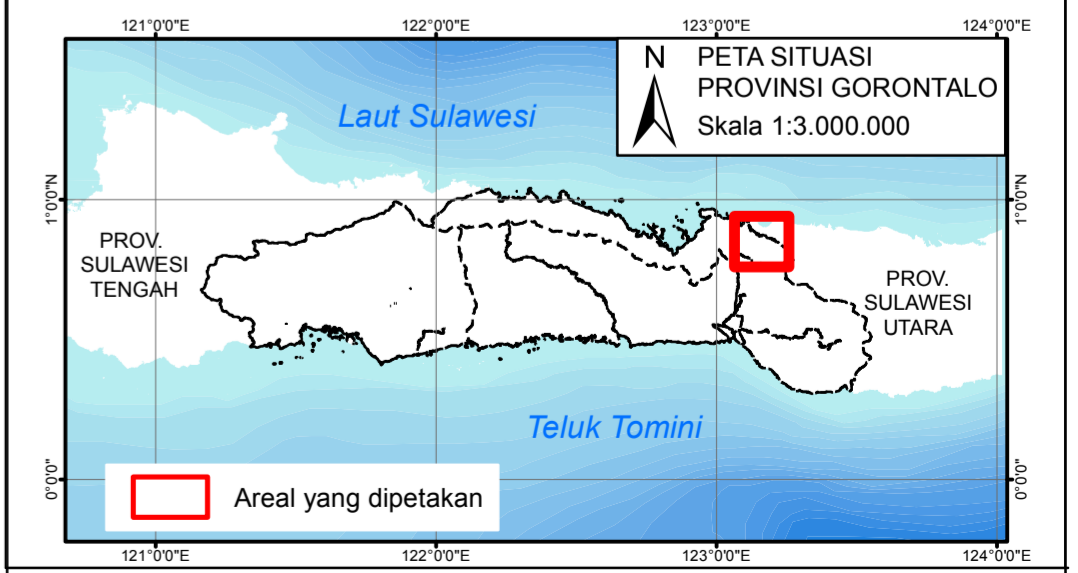 121°0'0"E
122°0'0"E
123°0'0"E
124°0'0"E
N
PETA SITUASI
PROVINSI GORONTALO
Skala 1:3.000.000
Laut Sulawesi
1°0'0"N
1°0'0"N
PROV.
SULAWESI
TENGAH
PROV.
SULAWESI
UTARA
Teluk Tomini
0°0'0"
0°0'0"
Areal yang dipetakan
121°0'0"E
122°0'0"E
123°0'0"E
124°0'0"E